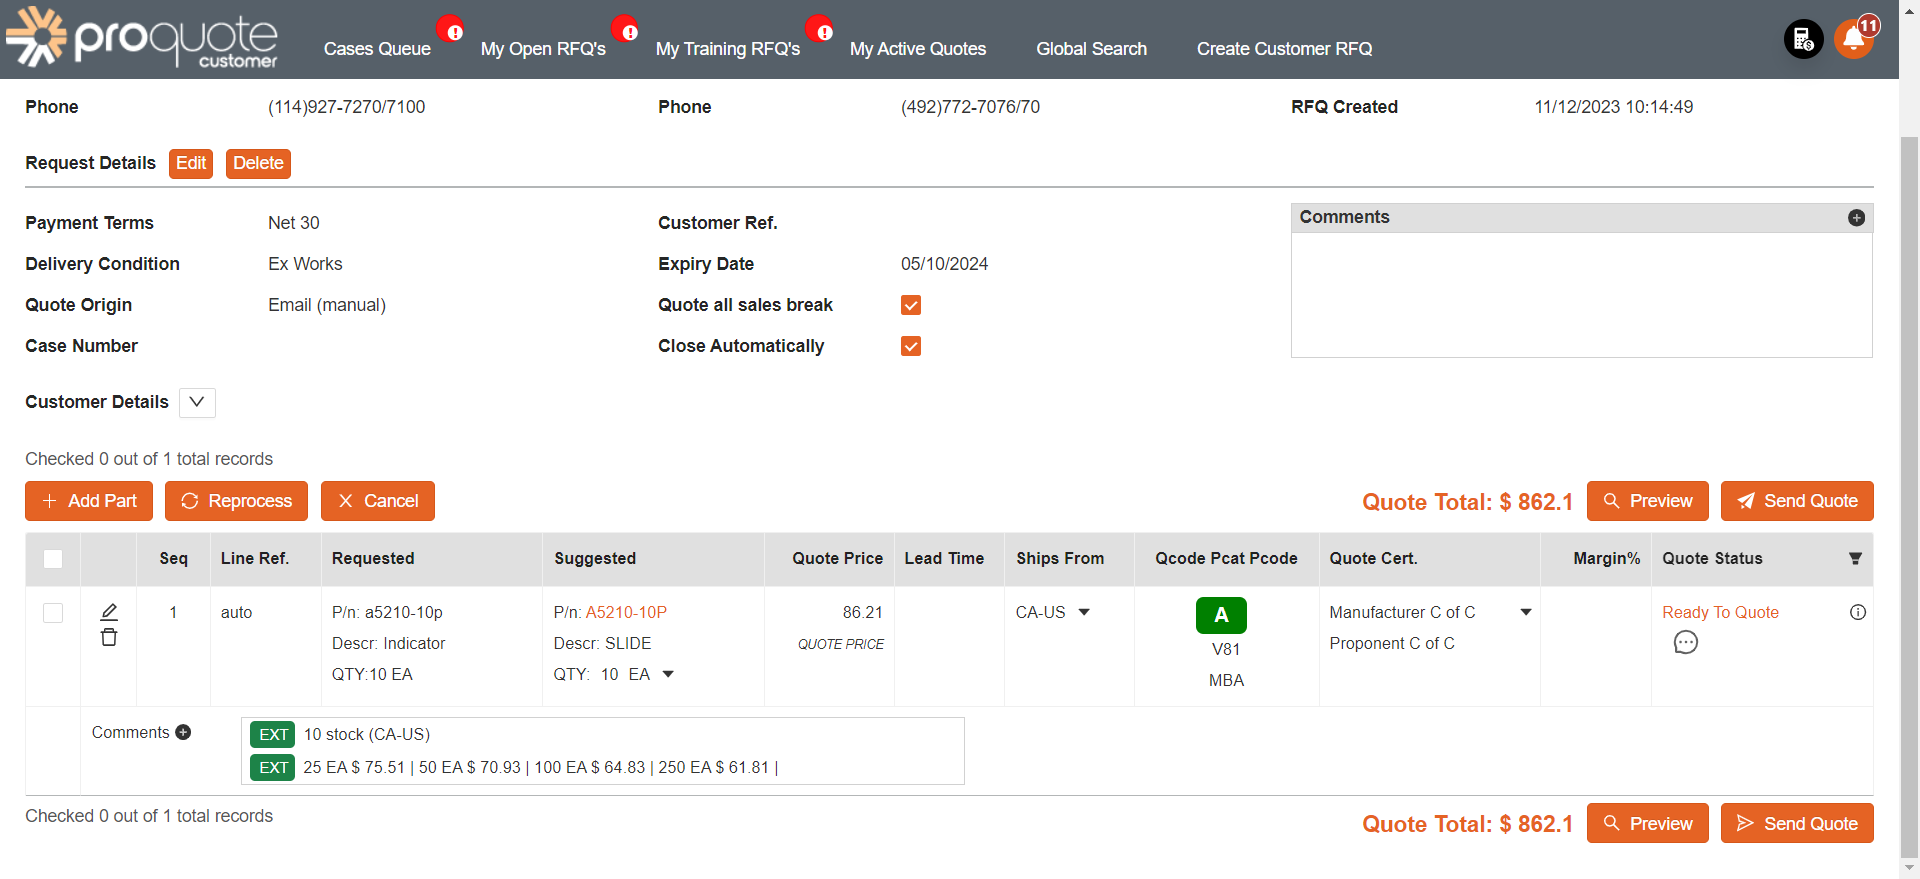 proquote
customer
Cases Queue ! My Open RFQ's ! My Training RFQ's ! My Active Quotes Global Search Create Customer RFQ 11
Phone (114)927-7270/7100 Phone (492)772-7076/70 RFQ Created 11/12/2023 10:14:49
Request Details Edit Delete
Payment Terms Net 30 Customer Ref. Comments
Delivery Condition Ex Works Expiry Date 05/10/2024
Quote Origin Email (manual) Quote all sales break
Case Number Close Automatically
Customer Details
Checked 0 out of 1 total records
Add Part Reprocess Cancel Quote Total: $ 862.1 Preview Send Quote
Seq Line Ref. Requested Suggested Quote Price Lead Time Ships From Qcode Pcat Pcode Quote Cert. Margin% Quote Status
1 auto P/n: a5210-10p P/n: A5210-10P 86.21 CA-US A Manufacturer C of C Ready To Quote
Descr: Indicator Descr: SLIDE QUOTE PRICE V81 Proponent C of C
QTY:10 EA QTY: 10 EA MBA
Comments EXT 10 stock (CA-US)
EXT 25 EA $ 75.51 | 50 EA $ 70.93 | 100 EA $ 64.83 | 250 EA $ 61.81 |
Checked 0 out of 1 total records Quote Total: $ 862.1 Preview Send Quote